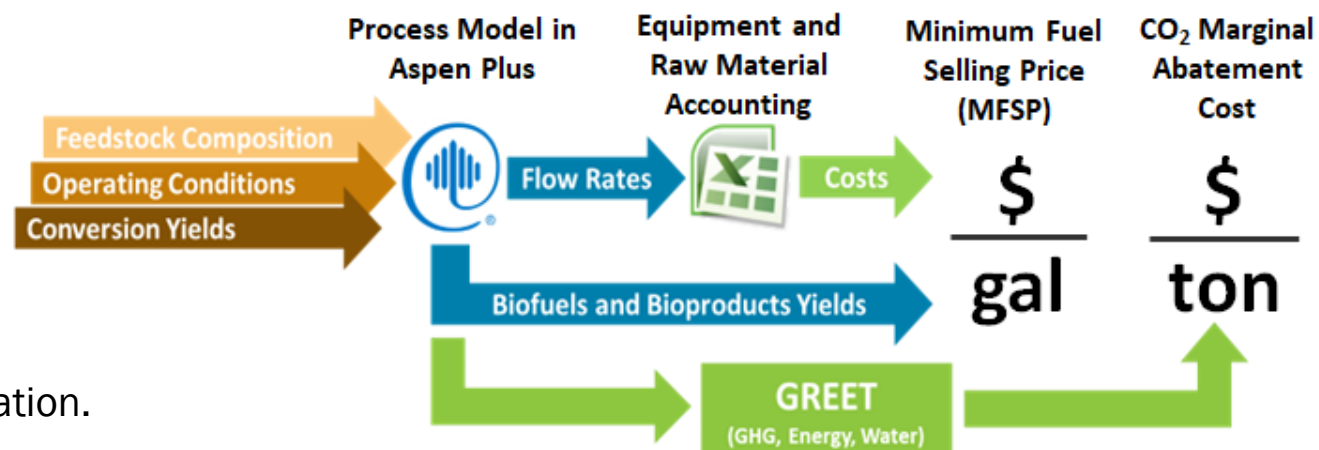 Process Model in
Aspen Plus
Equipment and
Raw Material
Accounting
Minimum Fuel
Selling Price
(MFSP)
CO₂ Marginal
Abatement
Cost
Feedstock Composition
Operating Conditions
Conversion Yields
®
Flow Rates
X
Costs
$
gal
$
ton
Biofuels and Bioproducts Yields
GREET
(GHG, Energy, Water)
ation.